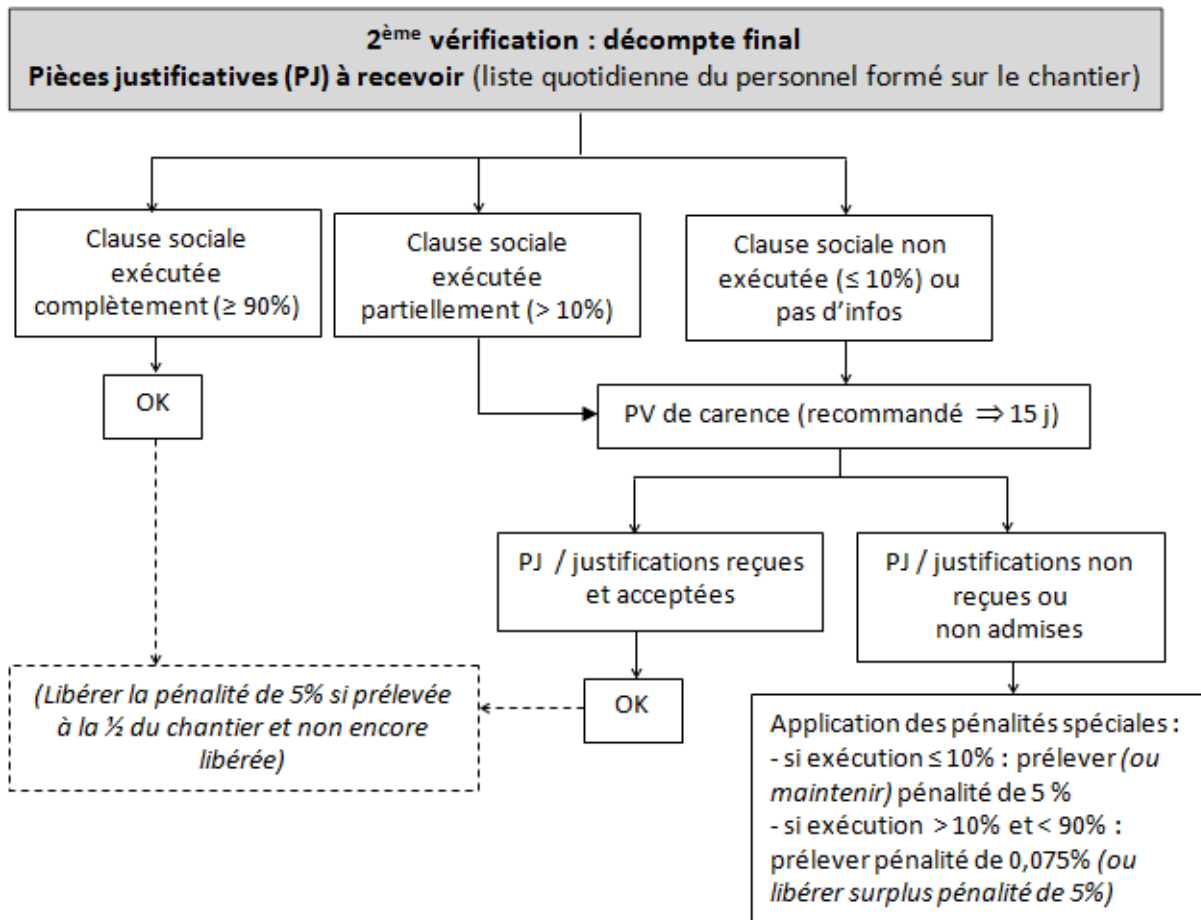 2ème vérification : décompte final
Pièces justificatives (PJ) à recevoir (liste quotidienne du personnel formé sur le chantier)
Clause sociale
exécutée
complètement (≥ 90%)
Clause sociale
exécutée
partiellement (> 10%)
Clause sociale non
exécutée (≤ 10%) ou
pas d’infos
OK
PV de carence (recommandé ⇒ 15 j)
PJ / justifications reçues
et acceptées
PJ / justifications non
reçues ou
non admises
(Libérer la pénalité de 5% si prélevée
à la ½ du chantier et non encore
libérée)
OK
Application des pénalités spéciales :
- si exécution ≤ 10% : prélever (ou
maintenir) pénalité de 5 %
- si exécution > 10% et < 90% :
prélever pénalité de 0,075% (ou
libérer surplus pénalité de 5%)